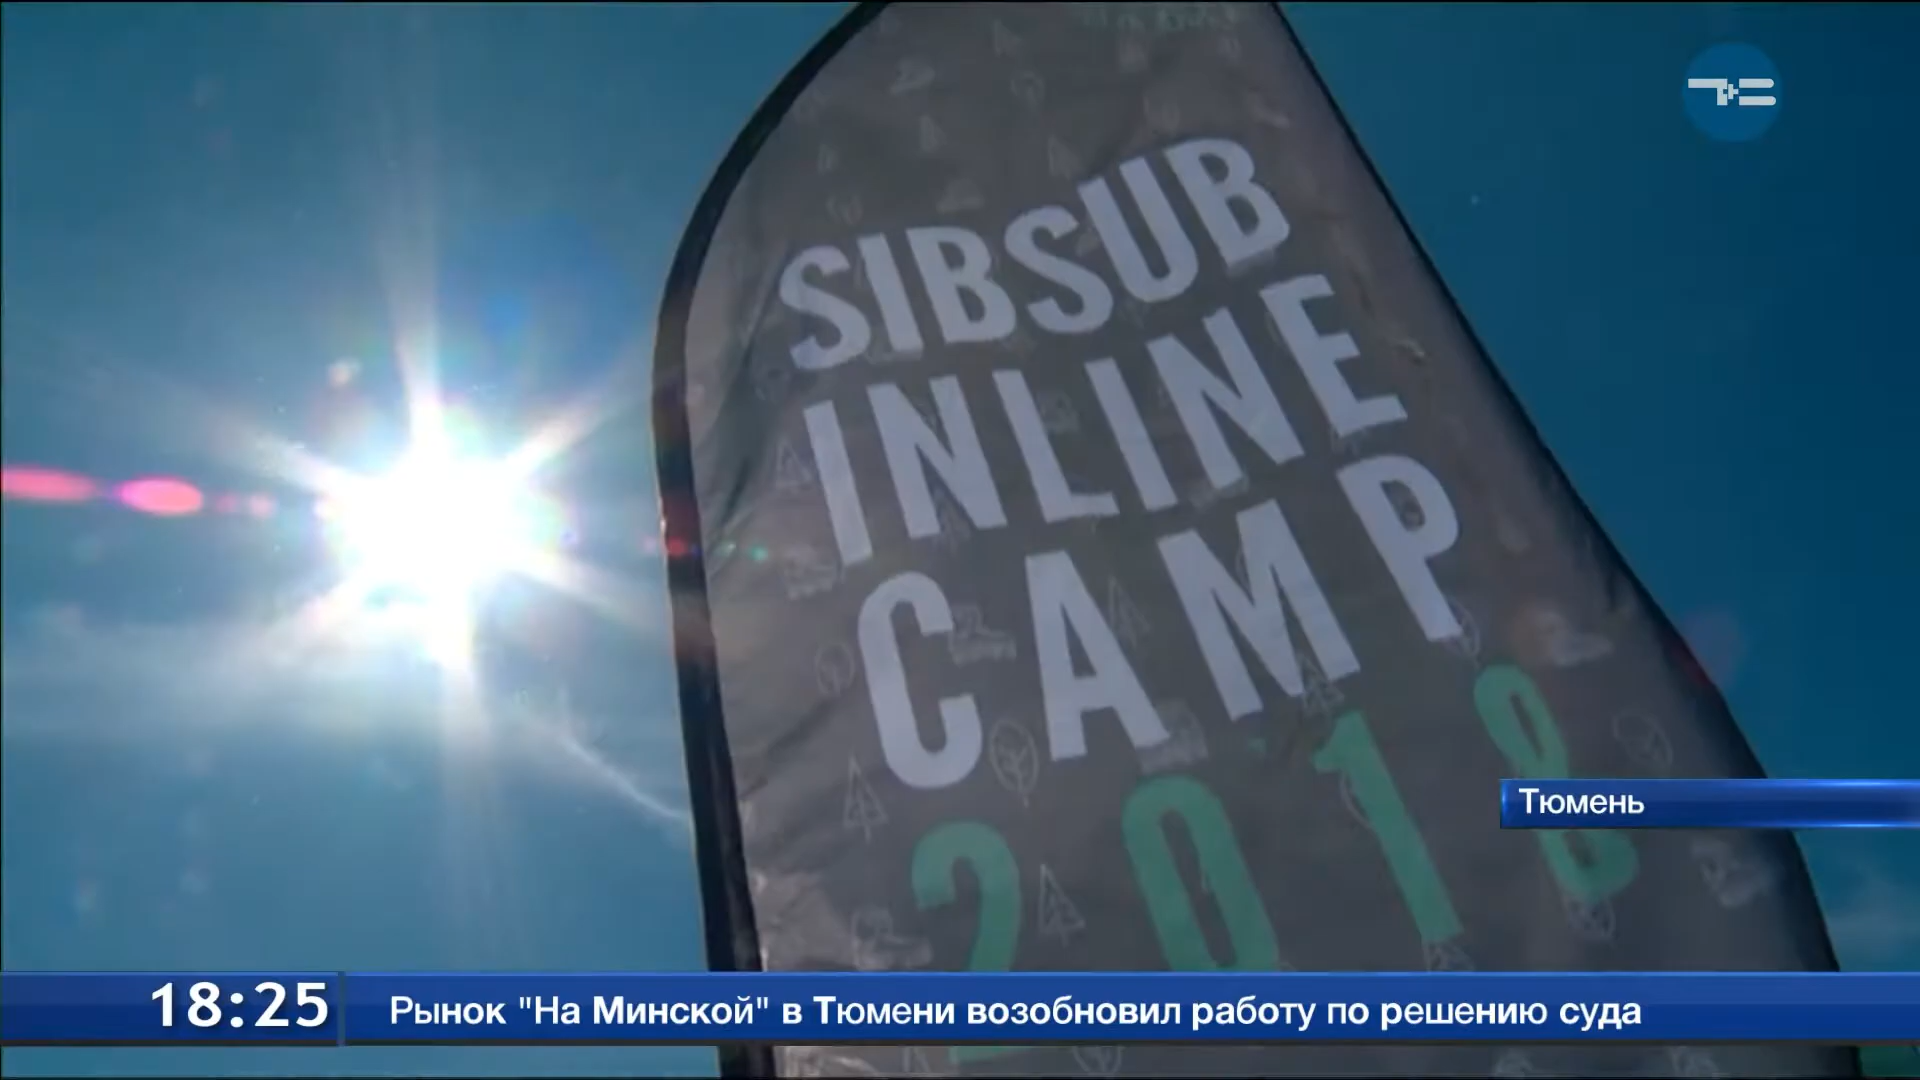 SIBSUB
INLINE
CAMP
2018
Тюмень
18:25
Рынок "На Минской" в Тюмени возобновил работу по решению суда